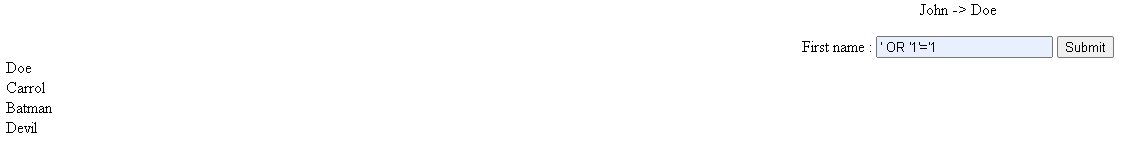 John -> Doe
First name : ' OR '1'='1 Submit
Doe
Carrol
Batman
Devil